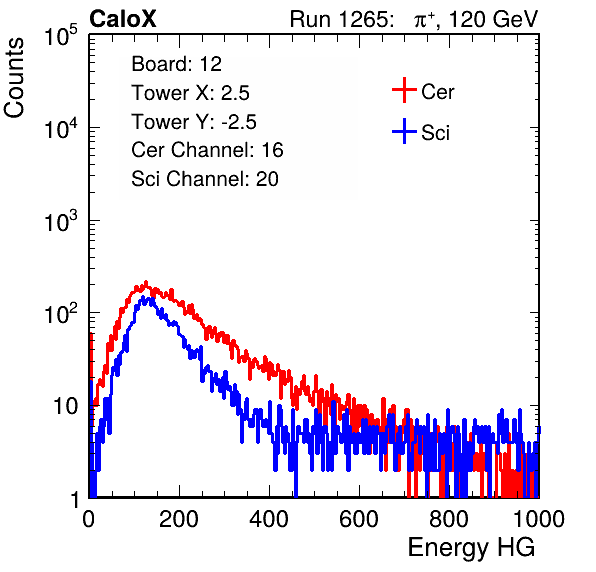 CaloX Run 1265: π⁺, 120 GeV
Counts
10⁵
10⁴
10³
10²
10
1
Board: 12
Tower X: 2.5
Tower Y: -2.5
Cer Channel: 16
Sci Channel: 20
Cer
Sci
0 200 400 600 800 1000
Energy HG